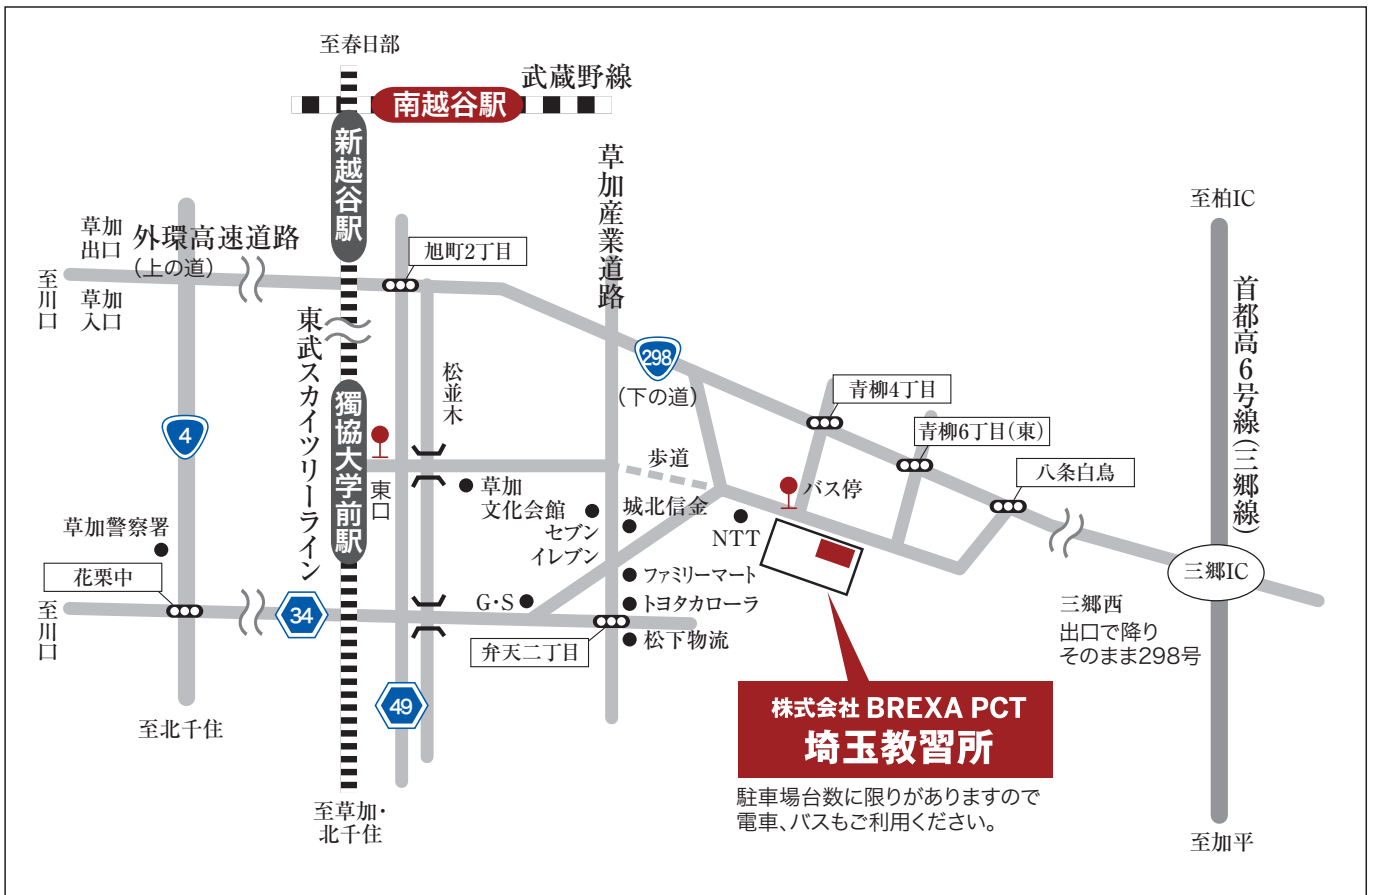 至春日部
武蔵野線
南越谷駅
新越谷駅
草加産業道路
至柏IC
草加
出口
外環高速道路
(上の道)
旭町2丁目
至川口
草加
入口
東武スカイツリーライン
首都高6号線(三郷線)
298
(下の道)
松並木
青柳4丁目
獨協大学前駅
4
青柳6丁目(東)
歩道
八条白鳥
東口
草加
文化会館
バス停
城北信金
セブン
イレブン
NTT
草加警察署
花栗中
ファミリーマート
三郷IC
至川口
34
G・S
トヨタカローラ
三郷西
出口で降り
そのまま298号
弁天二丁目
松下物流
49
株式会社 BREXA PCT
埼玉教習所
至北千住
駐車場台数に限りがありますので
電車、バスもご利用ください。
至草加・
北千住
至加平